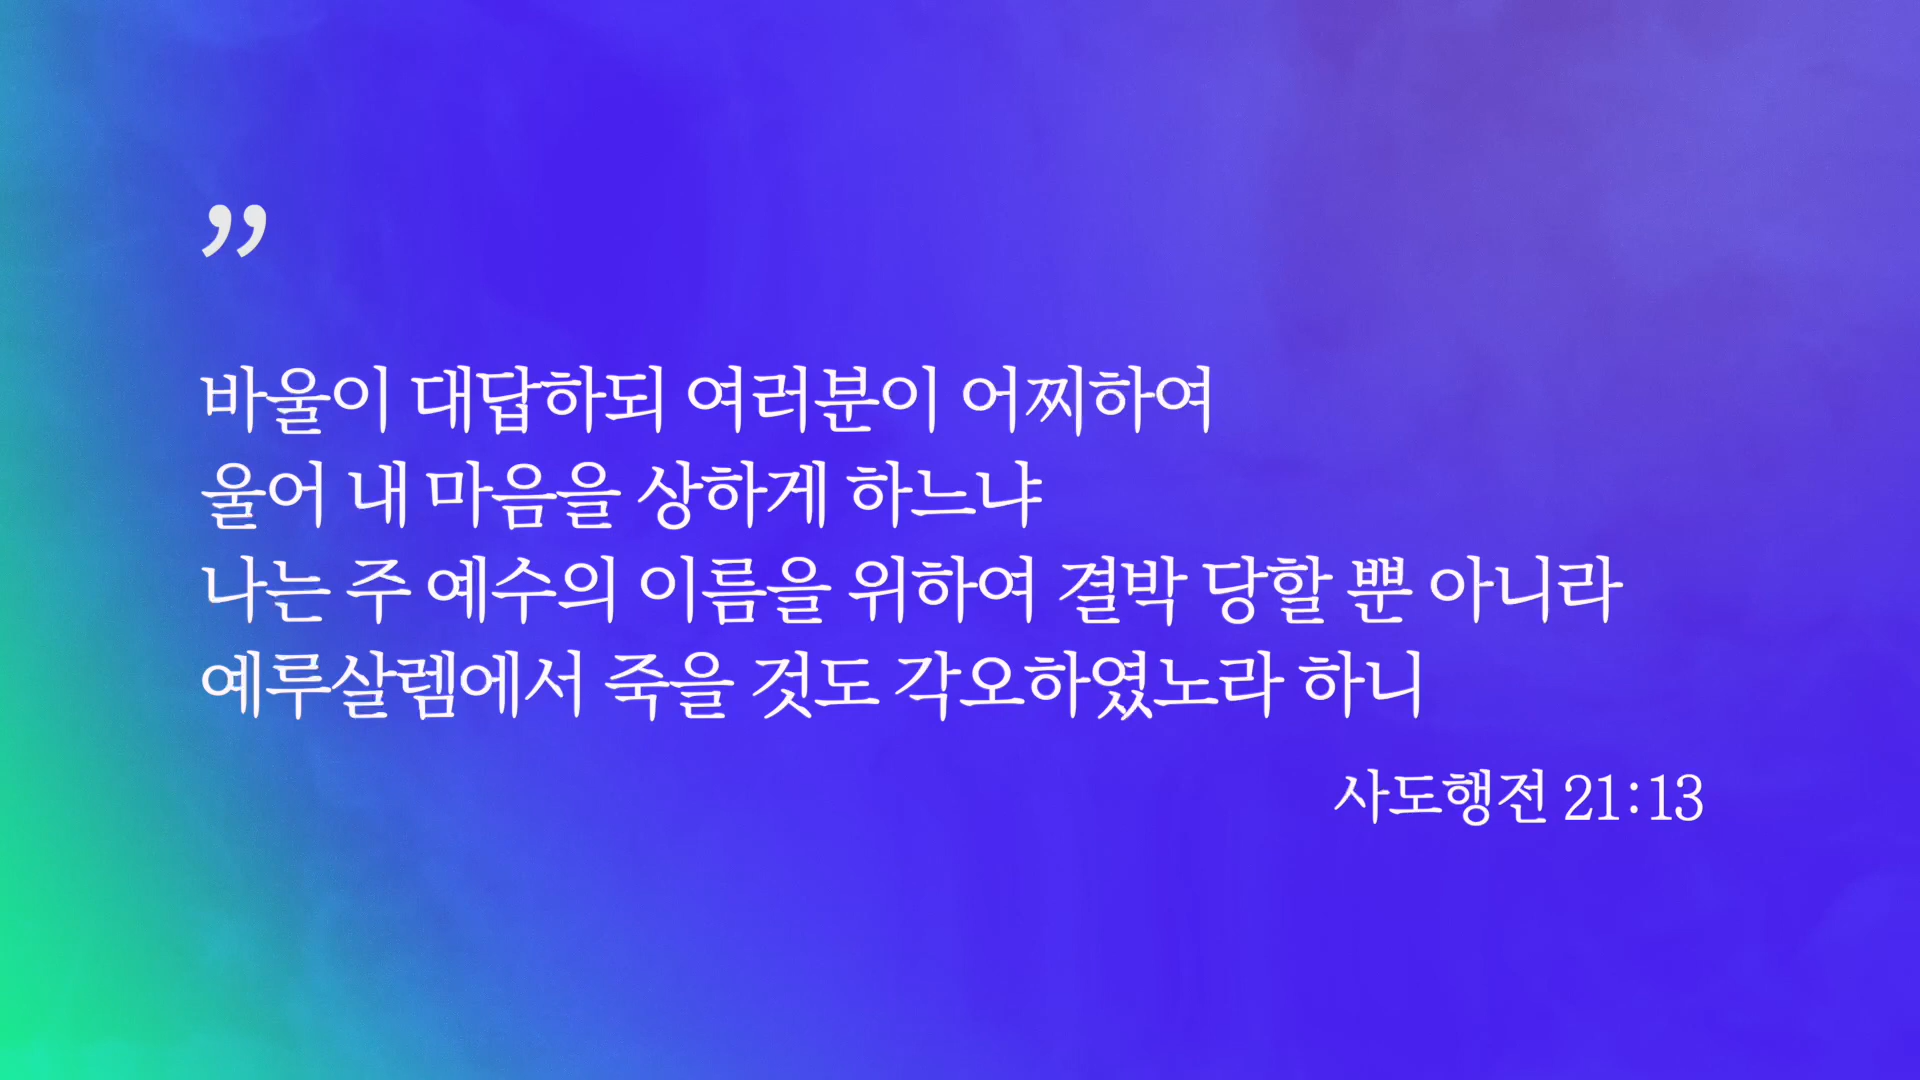 ”
바울이 대답하되 여러분이 어찌하여
울어 내 마음을 상하게 하느냐
나는 주 예수의 이름을 위하여 결박 당할 뿐 아니라
예루살렘에서 죽을 것도 각오하였노라 하니
사도행전 21:13